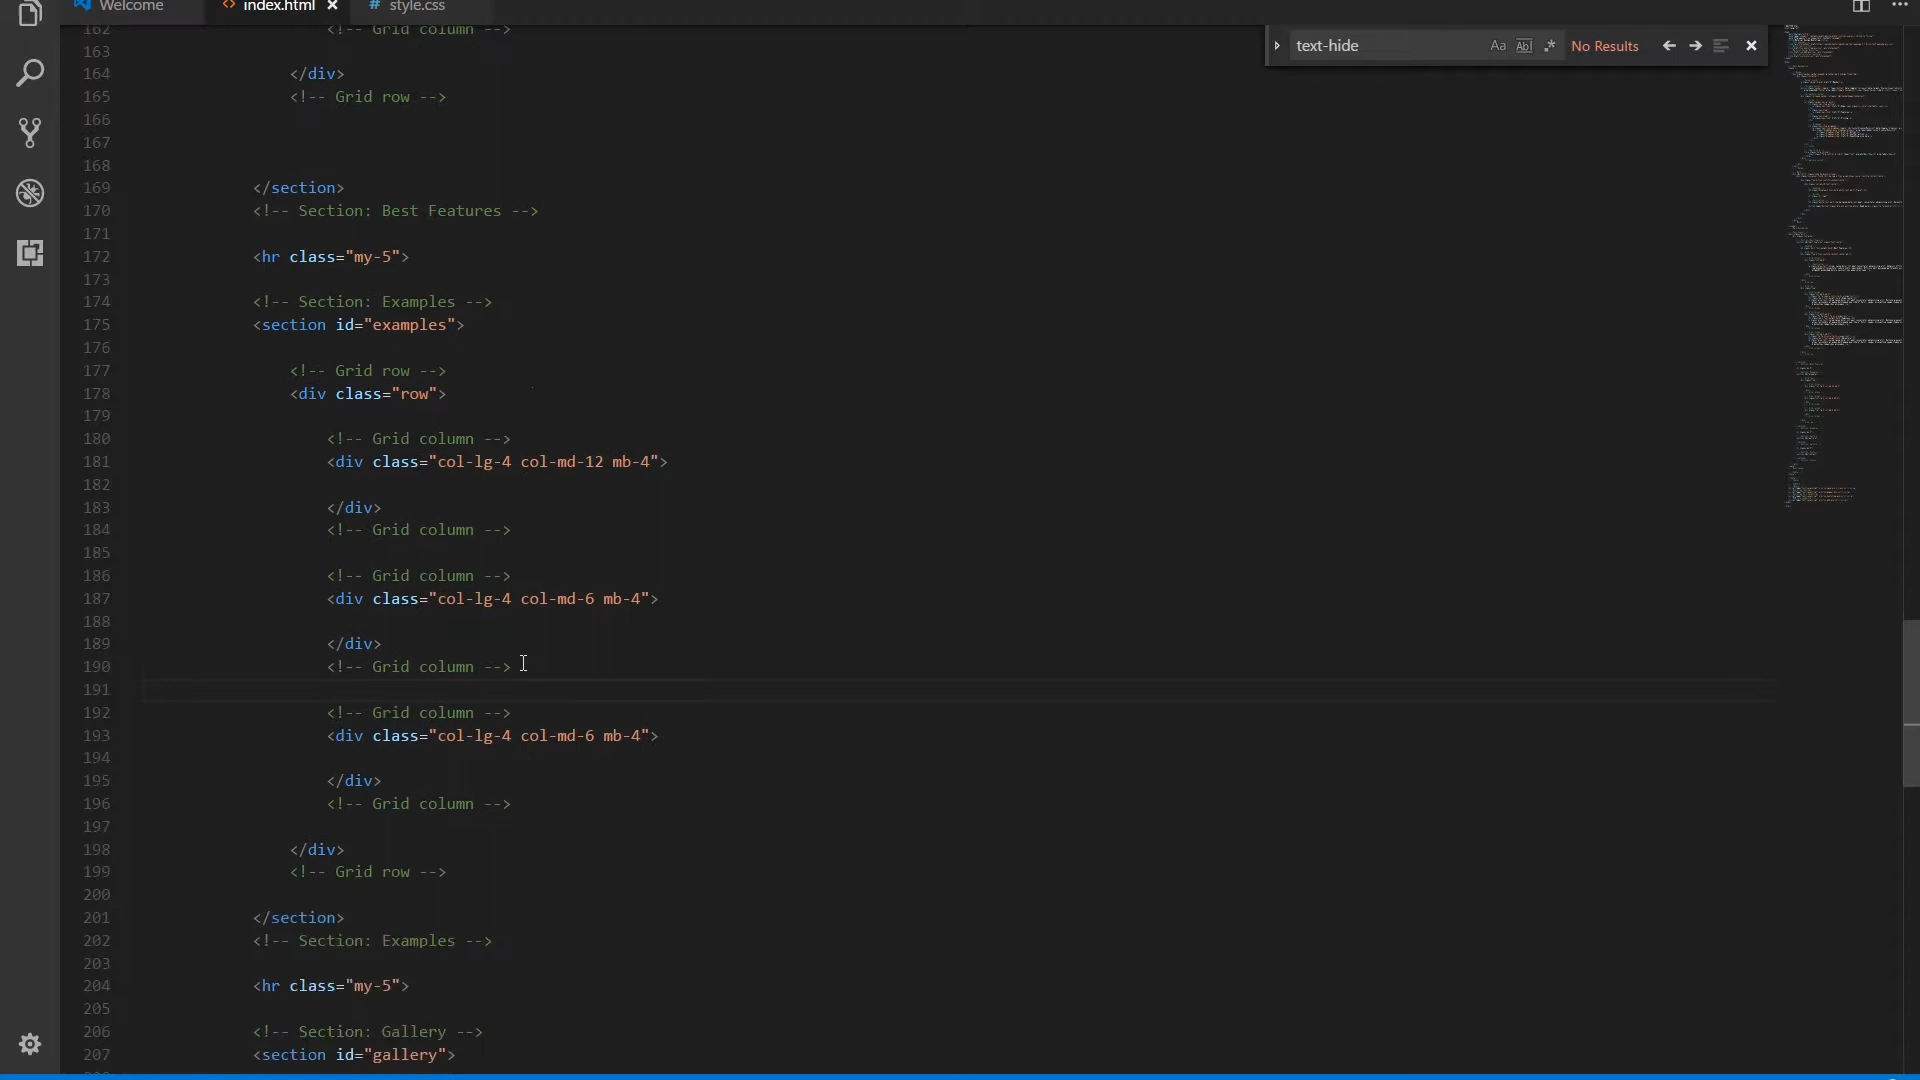 Welcome
index.html
# style.css
text-hide
Aa
Abl
.*
No Results
162 <!-- Grid column -->
163
164 </div>
165 <!-- Grid row -->
166
167
168
169 </section>
170 <!-- Section: Best Features -->
171
172 <hr class="my-5">
173
174 <!-- Section: Examples -->
175 <section id="examples">
176
177 <!-- Grid row -->
178 <div class="row">
179
180 <!-- Grid column -->
181 <div class="col-lg-4 col-md-12 mb-4">
182
183 </div>
184 <!-- Grid column -->
185
186 <!-- Grid column -->
187 <div class="col-lg-4 col-md-6 mb-4">
188
189 </div>
190 <!-- Grid column -->
191
192 <!-- Grid column -->
193 <div class="col-lg-4 col-md-6 mb-4">
194
195 </div>
196 <!-- Grid column -->
197
198 </div>
199 <!-- Grid row -->
200
201 </section>
202 <!-- Section: Examples -->
203
204 <hr class="my-5">
205
206 <!-- Section: Gallery -->
207 <section id="gallery">